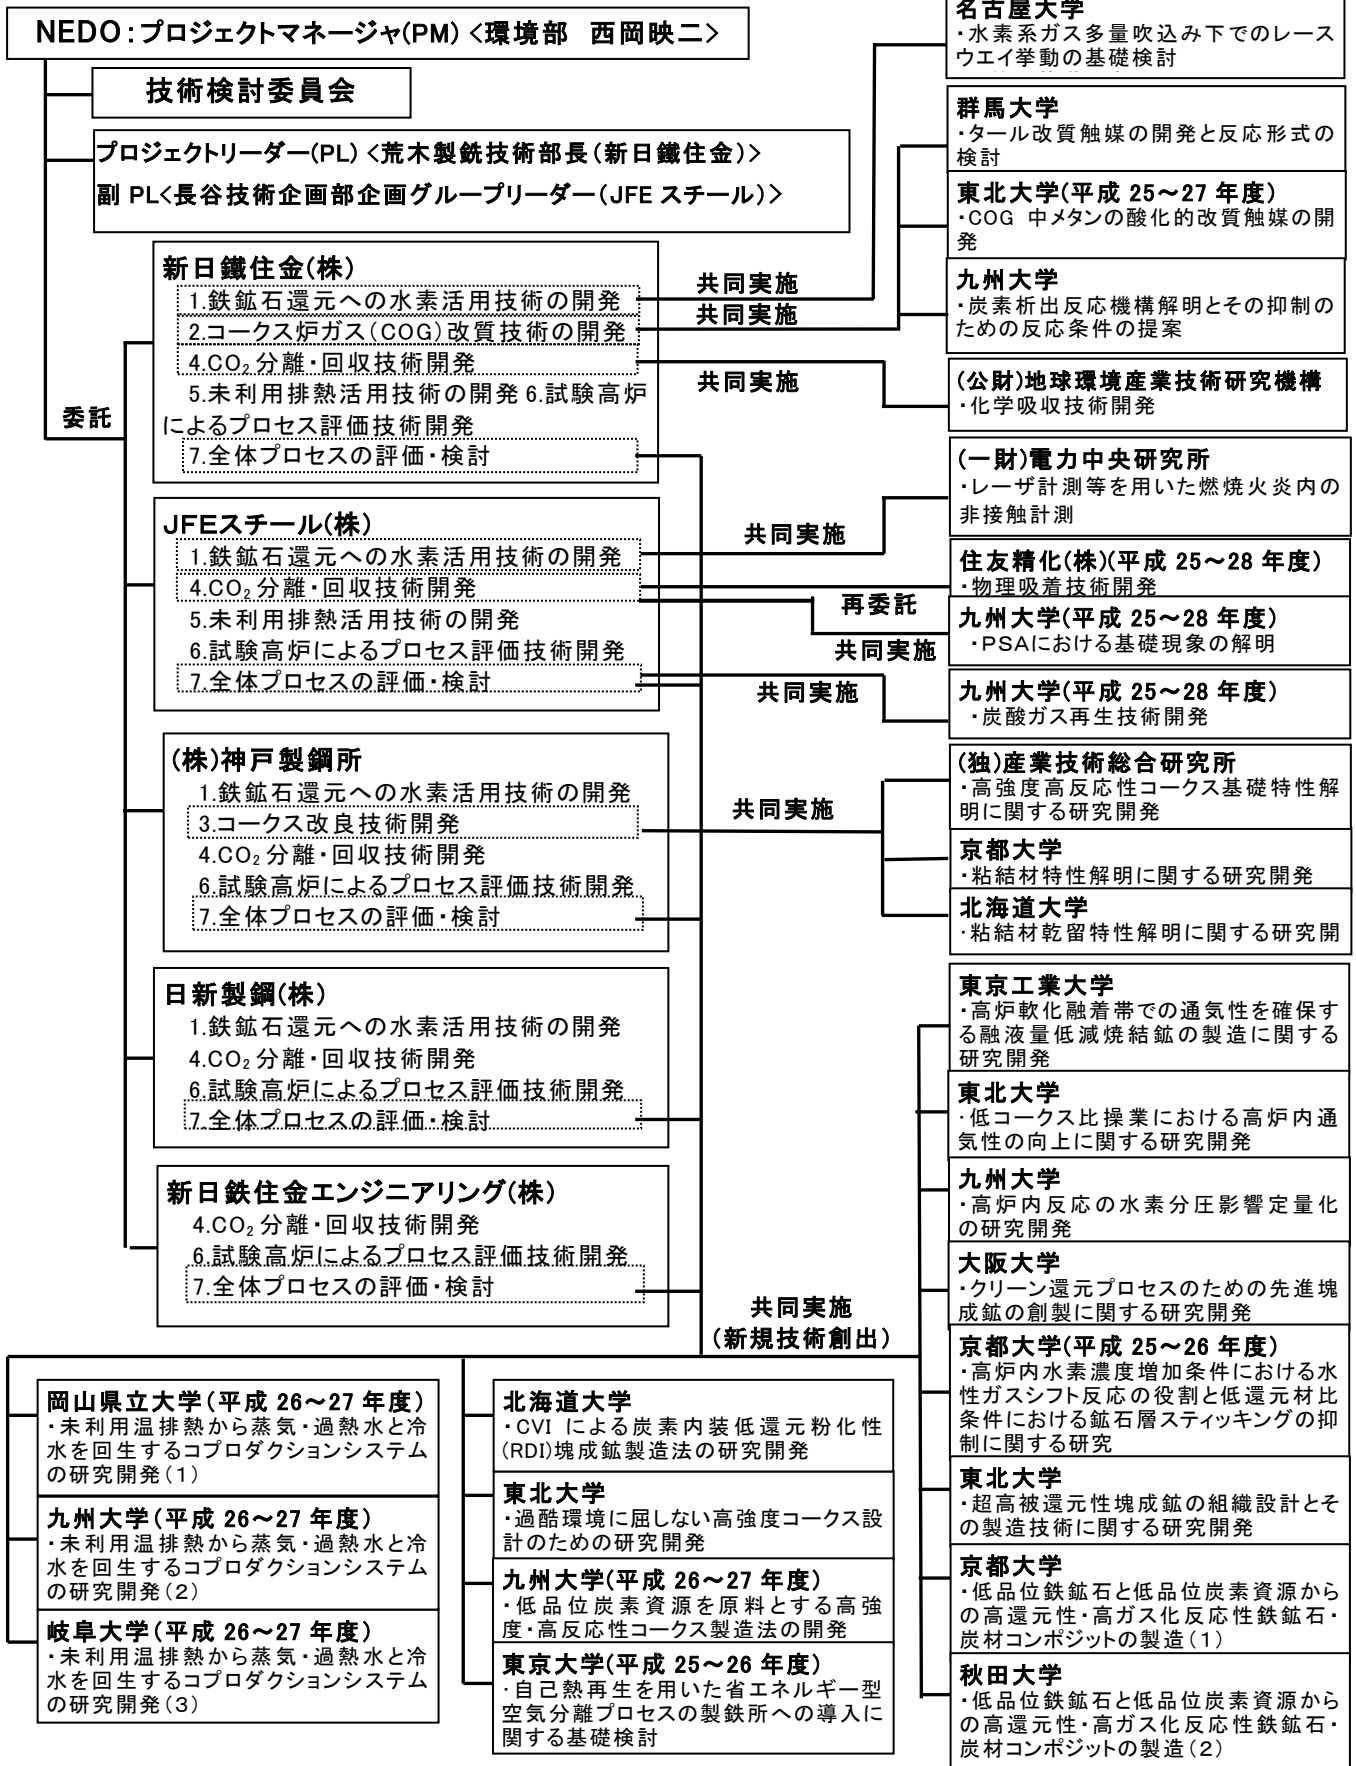 NEDO:プロジェクトマネージャ(PM)<環境部 西岡映二>
技術検討委員会
プロジェクトリーダー(PL)<荒木製銑技術部長(新日鐵住金)>
副 PL<長谷技術企画部企画グループリーダー(JFE スチール)>
委託
新日鐵住金(株)
1.鉄鉱石還元への水素活用技術の開発
2.コークス炉ガス(COG)改質技術の開発
4.CO₂分離・回収技術開発
5.未利用排熱活用技術の開発 6.試験高炉
によるプロセス評価技術開発
7.全体プロセスの評価・検討
共同実施
共同実施
共同実施
JFEスチール(株)
1.鉄鉱石還元への水素活用技術の開発
4.CO₂分離・回収技術開発
5.未利用排熱活用技術の開発
6.試験高炉によるプロセス評価技術開発
7.全体プロセスの評価・検討
共同実施
再委託
共同実施
共同実施
(株)神戸製鋼所
1.鉄鉱石還元への水素活用技術の開発
3.コークス改良技術開発
4.CO₂分離・回収技術開発
6.試験高炉によるプロセス評価技術開発
7.全体プロセスの評価・検討
共同実施
日新製鋼(株)
1.鉄鉱石還元への水素活用技術の開発
4.CO₂分離・回収技術開発
6.試験高炉によるプロセス評価技術開発
7.全体プロセスの評価・検討
新日鉄住金エンジニアリング(株)
4.CO₂分離・回収技術開発
6.試験高炉によるプロセス評価技術開発
7.全体プロセスの評価・検討
共同実施
(新規技術創出)
名古屋大学
・水素系ガス多量吹込み下でのレース
ウエイ挙動の基礎検討
群馬大学
・タール改質触媒の開発と反応形式の
検討
東北大学(平成 25~27 年度)
・COG 中メタンの酸化的改質触媒の開
発
九州大学
・炭素析出反応機構解明とその抑制の
ための反応条件の提案
(公財)地球環境産業技術研究機構
・化学吸収技術開発
(一財)電力中央研究所
・レーザ計測等を用いた燃焼火炎内の
非接触計測
住友精化(株)(平成 25~28 年度)
・物理吸着技術開発
九州大学(平成 25~28 年度)
・PSAにおける基礎現象の解明
九州大学(平成 25~28 年度)
・炭酸ガス再生技術開発
(独)産業技術総合研究所
・高強度高反応性コークス基礎特性解
明に関する研究開発
京都大学
・粘結材特性解明に関する研究開発
北海道大学
・粘結材乾留特性解明に関する研究開
東京工業大学
・高炉軟化融着帯での通気性を確保す
る融液量低減焼結鉱の製造に関する
研究開発
東北大学
・低コークス比操業における高炉内通
気性の向上に関する研究開発
九州大学
・高炉内反応の水素分圧影響定量化
の研究開発
大阪大学
・クリーン還元プロセスのための先進塊
成鉱の創製に関する研究開発
京都大学(平成 25~26 年度)
・高炉内水素濃度増加条件における水
性ガスシフト反応の役割と低還元材比
条件における鉱石層スティッキングの抑
制に関する研究
東北大学
・超高被還元性塊成鉱の組織設計とそ
の製造技術に関する研究開発
京都大学
・低品位鉄鉱石と低品位炭素資源から
の高還元性・高ガス化反応性鉄鉱石・
炭材コンポジットの製造(1)
秋田大学
・低品位鉄鉱石と低品位炭素資源から
の高還元性・高ガス化反応性鉄鉱石・
炭材コンポジットの製造(2)
岡山県立大学(平成 26~27 年度)
・未利用温排熱から蒸気・過熱水と冷
水を回生するコプロダクションシステム
の研究開発(1)
九州大学(平成 26~27 年度)
・未利用温排熱から蒸気・過熱水と冷
水を回生するコプロダクションシステム
の研究開発(2)
岐阜大学(平成 26~27 年度)
・未利用温排熱から蒸気・過熱水と冷
水を回生するコプロダクションシステム
の研究開発(3)
北海道大学
・CVI による炭素内装低還元粉化性
(RDI)塊成鉱製造法の研究開発
東北大学
・過酷環境に屈しない高強度コークス設
計のための研究開発
九州大学(平成 26~27 年度)
・低品位炭素資源を原料とする高強
度・高反応性コークス製造法の開発
東京大学(平成 25~26 年度)
・自己熱再生を用いた省エネルギー型
空気分離プロセスの製鉄所への導入に
関する基礎検討